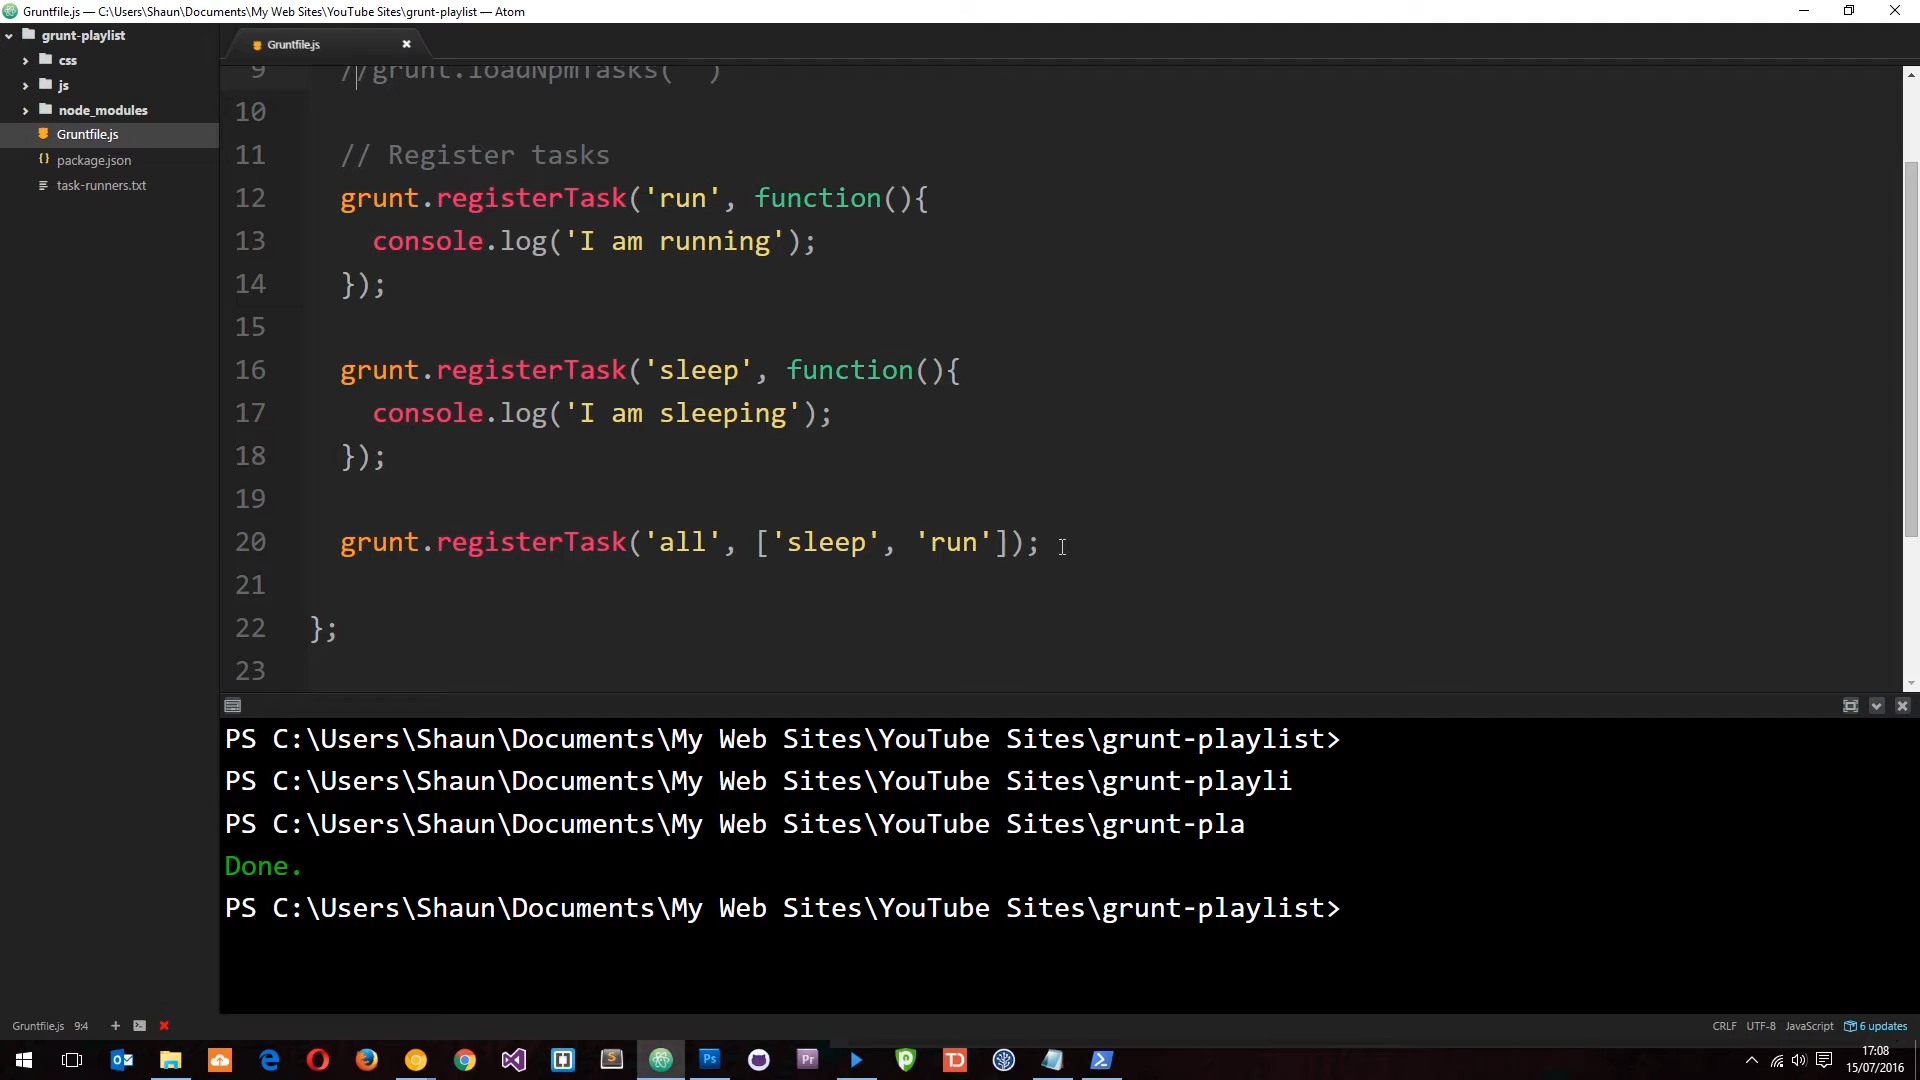 Gruntfile.js — C:\Users\Shaun\Documents\My Web Sites\YouTube Sites\grunt-playlist — Atom
grunt-playlist
css
js
node_modules
Gruntfile.js
package.json
task-runners.txt
Gruntfile.js
9 //grunt.loadNpmTasks(  )
10
11 // Register tasks
12 grunt.registerTask('run', function(){
13 console.log('I am running');
14 });
15
16 grunt.registerTask('sleep', function(){
17 console.log('I am sleeping');
18 });
19
20 grunt.registerTask('all', ['sleep', 'run']);
21
22 };
23
PS C:\Users\Shaun\Documents\My Web Sites\YouTube Sites\grunt-playlist>
PS C:\Users\Shaun\Documents\My Web Sites\YouTube Sites\grunt-playli
PS C:\Users\Shaun\Documents\My Web Sites\YouTube Sites\grunt-pla
Done.
PS C:\Users\Shaun\Documents\My Web Sites\YouTube Sites\grunt-playlist>
Gruntfile.js 9:4
CRLF UTF-8 JavaScript 6 updates
Ps
Pr
17:08
15/07/2016